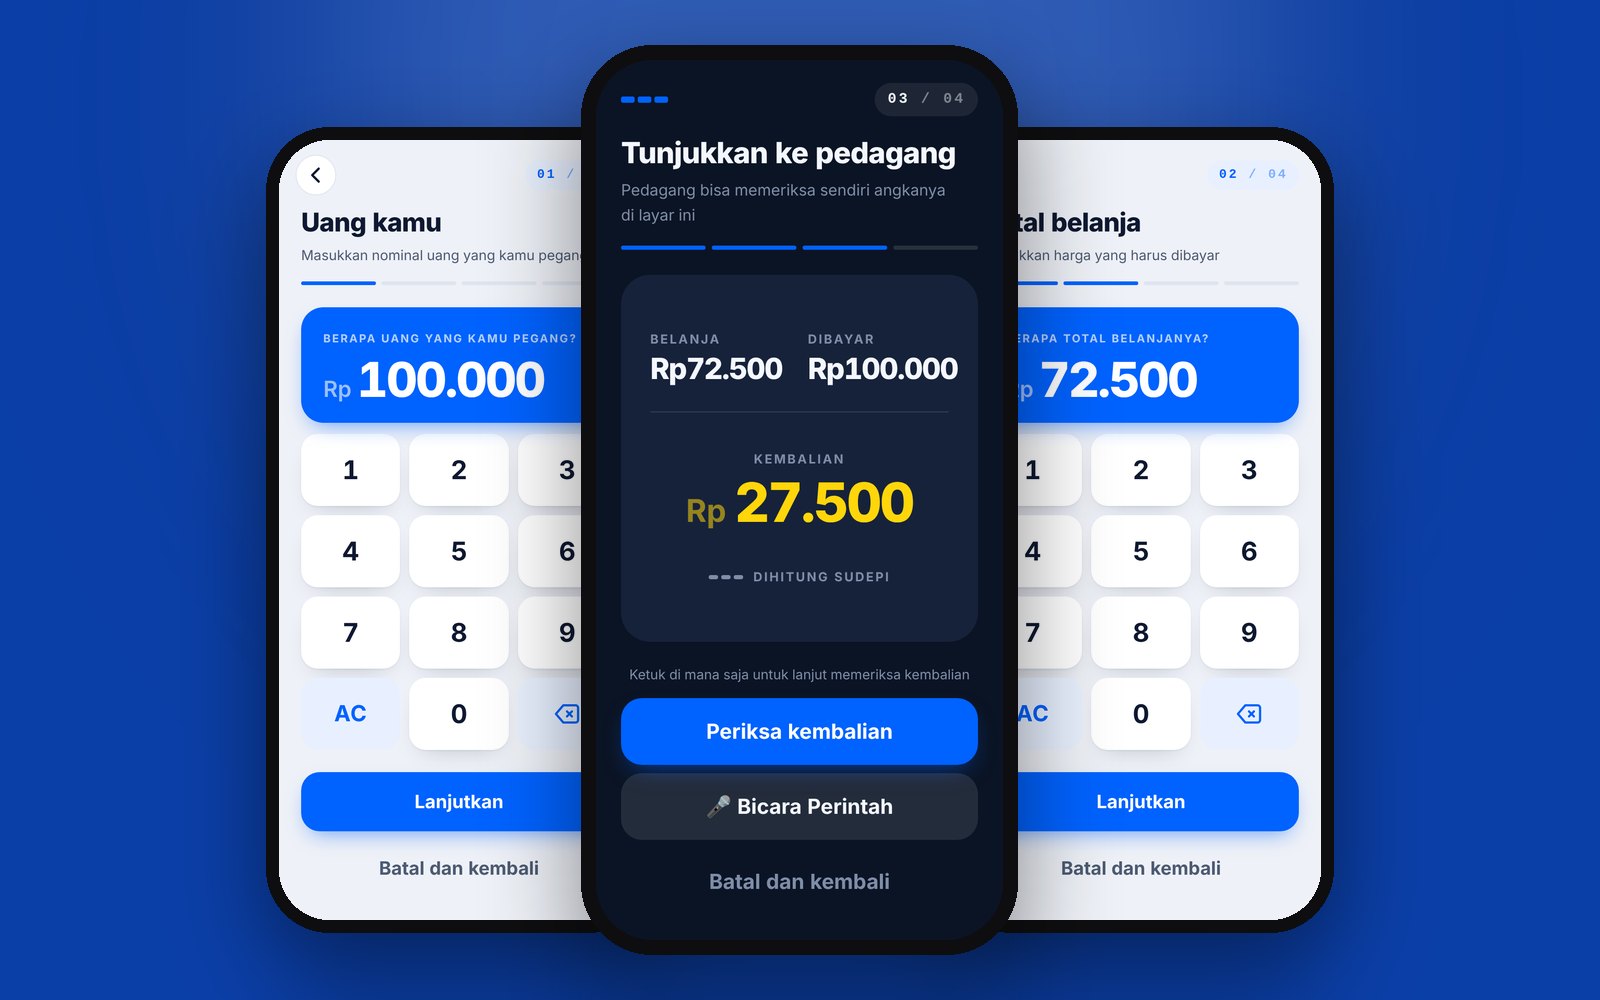 01 /
Uang kamu
Masukkan nominal uang yang kamu pegang
BERAPA UANG YANG KAMU PEGANG?
Rp 100.000
1 2 3
4 5 6
7 8 9
AC 0
Lanjutkan
Batal dan kembali
03 / 04
Tunjukkan ke pedagang
Pedagang bisa memeriksa sendiri angkanya
di layar ini
BELANJA DIBAYAR
Rp72.500 Rp100.000
KEMBALIAN
Rp 27.500
DIHITUNG SUDEPI
Ketuk di mana saja untuk lanjut memeriksa kembalian
Periksa kembalian
🎤 Bicara Perintah
Batal dan kembali
02 / 04
tal belanja
kkan harga yang harus dibayar
ERAPA TOTAL BELANJANYA?
Rp 72.500
1 2 3
4 5 6
7 8 9
AC 0
Lanjutkan
Batal dan kembali